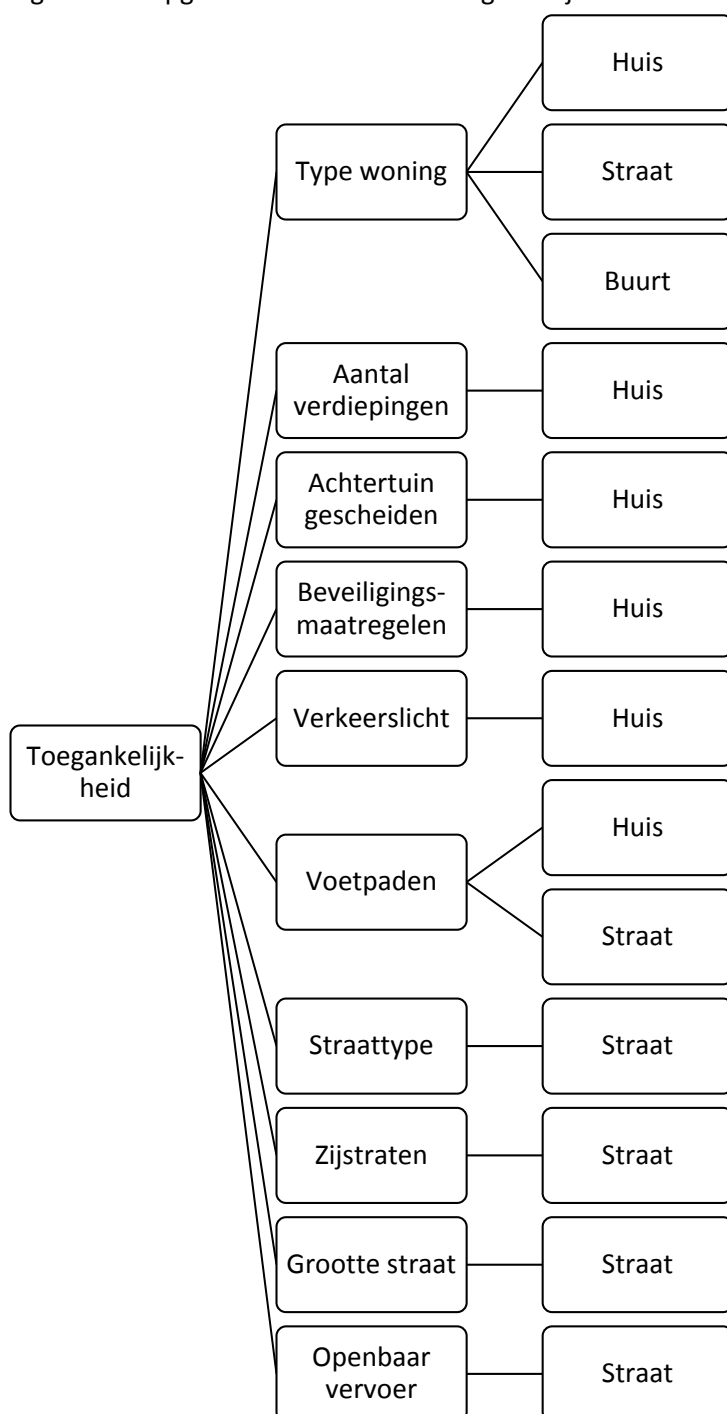 Huis
Type woning
Straat
Buurt
Aantal
verdiepingen
Huis
Achtertuin
gescheiden
Huis
Beveiligings-
maatregelen
Huis
Verkeerslicht
Huis
Toegankelijk-
heid
Huis
Voetpaden
Straat
Straattype
Straat
Zijstraten
Straat
Grootte straat
Straat
Openbaar
vervoer
Straat